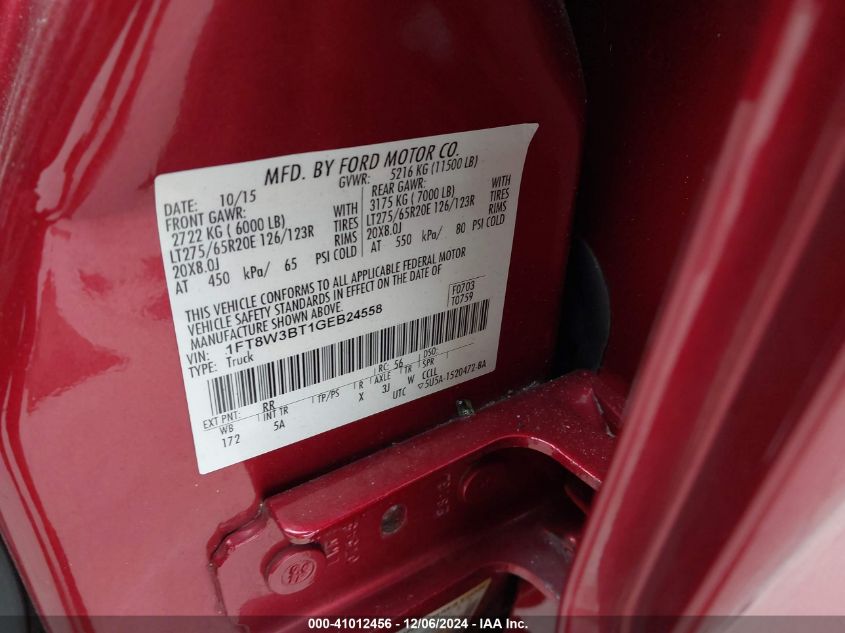 MFD. BY FORD MOTOR CO.
DATE: 10/15 GVWR: 5216 KG (11500 LB)
FRONT GAWR: REAR GAWR:
2722 KG ( 6000 LB) WITH 3175 KG ( 7000 LB) WITH
LT275/65R20E 126/123R TIRES LT275/65R20E 126/123R TIRES
20X8.0J RIMS 20X8.0J RIMS
AT 450 kPa/ 65 PSI COLD AT 550 kPa/ 80 PSI COLD
THIS VEHICLE CONFORMS TO ALL APPLICABLE FEDERAL MOTOR
VEHICLE SAFETY STANDARDS IN EFFECT ON THE DATE OF
MANUFACTURE SHOWN ABOVE.
F0703
T0759
VIN: 1FT8W3BT1GEB24558
TYPE: Truck
EXT PNT: RR RC: 56 DSO:
WB INT TR TP/PS R AXLE TR SPR
172 5A X 3J W CCLL
UTC 5U5A-1520472-BA
000-41012456 - 12/06/2024 - IAA Inc.